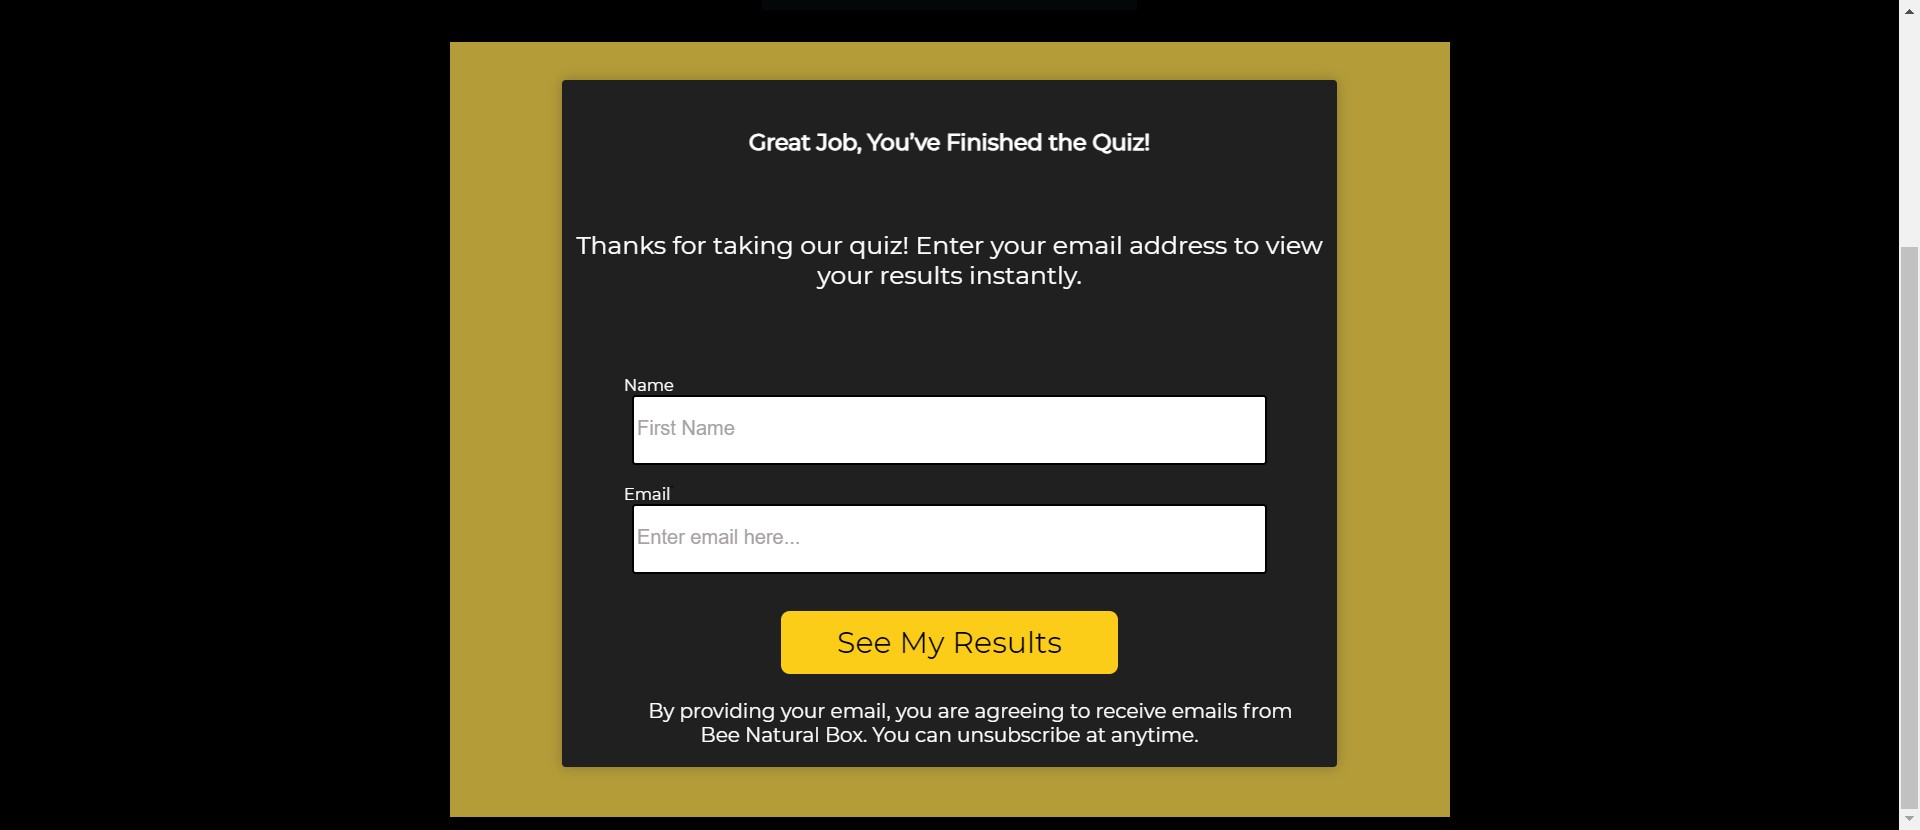 Great Job, You’ve Finished the Quiz!
Thanks for taking our quiz! Enter your email address to view
your results instantly.
Name
First Name
Email
Enter email here...
See My Results
By providing your email, you are agreeing to receive emails from
Bee Natural Box. You can unsubscribe at anytime.